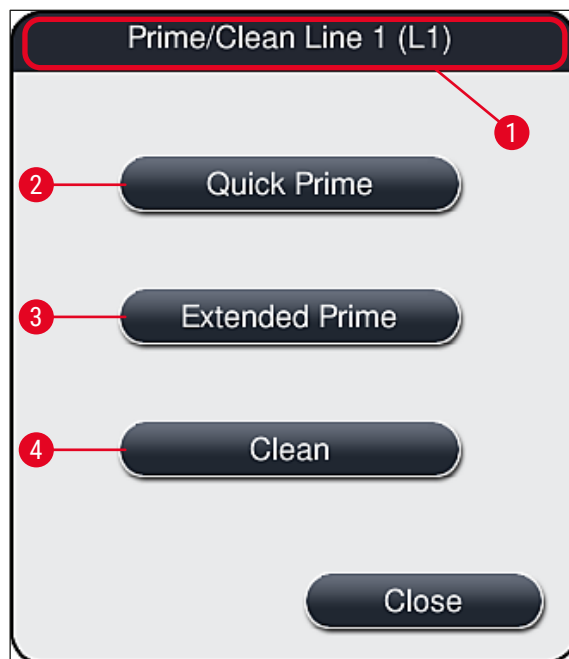 Prime/Clean Line 1 (L1)
1
2
Quick Prime
3
Extended Prime
4
Clean
Close